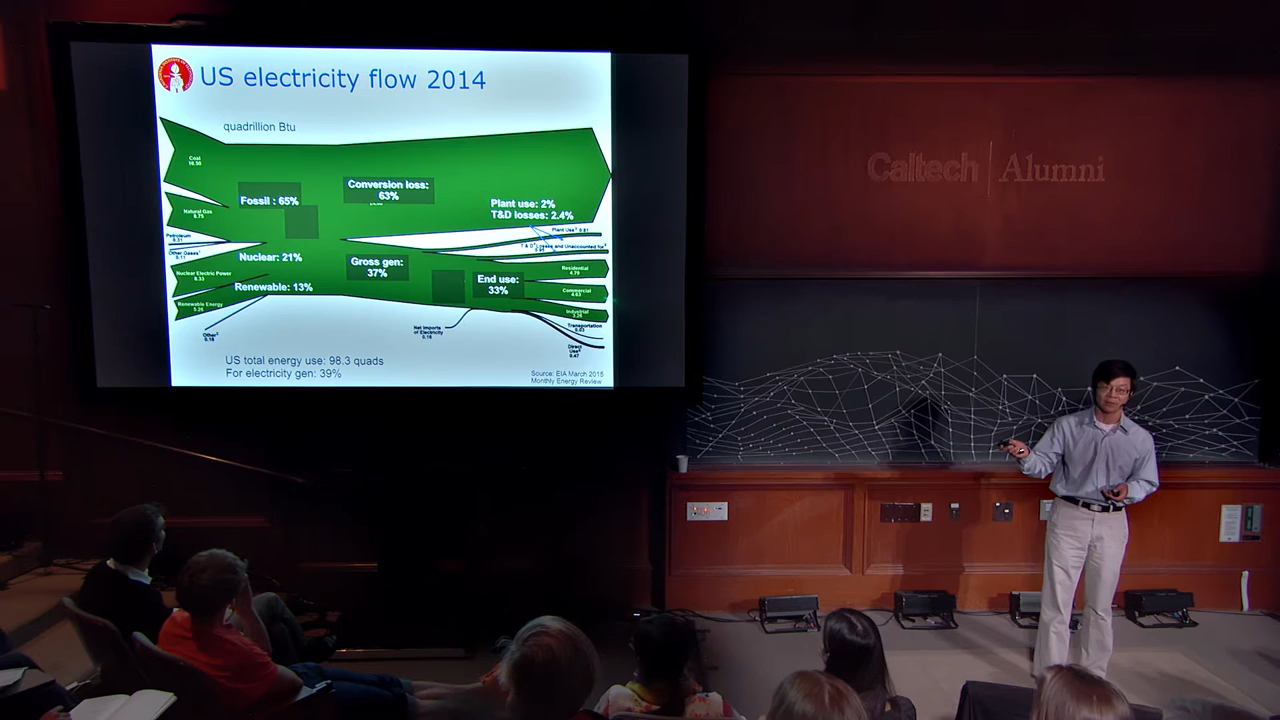 US electricity flow 2014
quadrillion Btu
Coal
Conversion loss:
63%
Fossil : 65%
Natural Gas
8.75
Plant use: 2%
T&D losses: 2.4%
Petroleum
0.31
Plant Use
0.81
T & D Losses and Unaccounted for
Other Gases
0.11
Nuclear: 21%
Gross gen:
37%
Residential
4.79
Nuclear Electric Power
8.33
Renewable: 13%
End use:
33%
Commercial
4.63
Renewable Energy
5.26
Industrial
3.26
Other
0.18
Net Imports
of Electricity
0.16
Transportation
0.03
Direct
Use
0.47
US total energy use: 98.3 quads
For electricity gen: 39%
Source: EIA March 2015
Monthly Energy Review
Caltech | Alumni